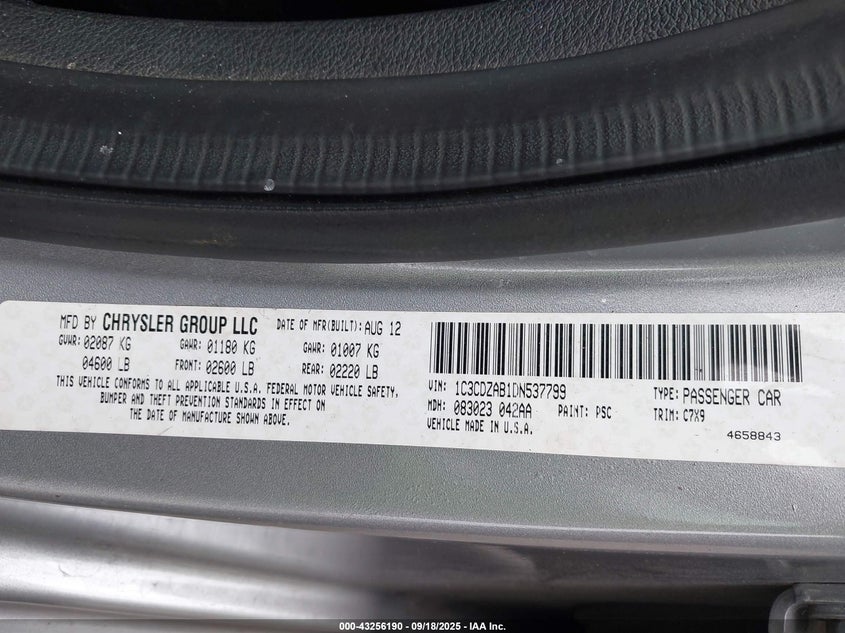 MFD BY CHRYSLER GROUP LLC DATE OF MFR(BUILT): AUG 12
GVWR: 02087 KG GAWR: 01180 KG GAWR: 01007 KG
04600 LB FRONT: 02600 LB REAR: 02220 LB
THIS VEHICLE CONFORMS TO ALL APPLICABLE U.S.A. FEDERAL MOTOR VEHICLE SAFETY,
BUMPER AND THEFT PREVENTION STANDARDS IN EFFECT ON
THE DATE OF MANUFACTURE SHOWN ABOVE.
VIN: 1C3CDZAB1DN537799 TYPE: PASSENGER CAR
MDH: 083023 042AA PAINT: PSC TRIM: C7X9
VEHICLE MADE IN U.S.A. 4658843
000-43256190 - 09/18/2025 - IAA Inc.